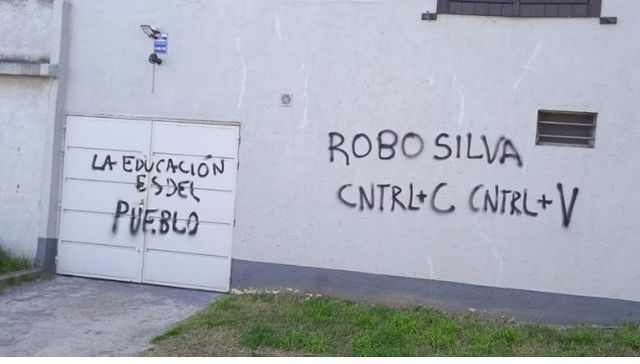 LA EDUCACIÓN
ES DEL
PUEBLO
ROBO SILVA
CNTRL+C CNTRL+V